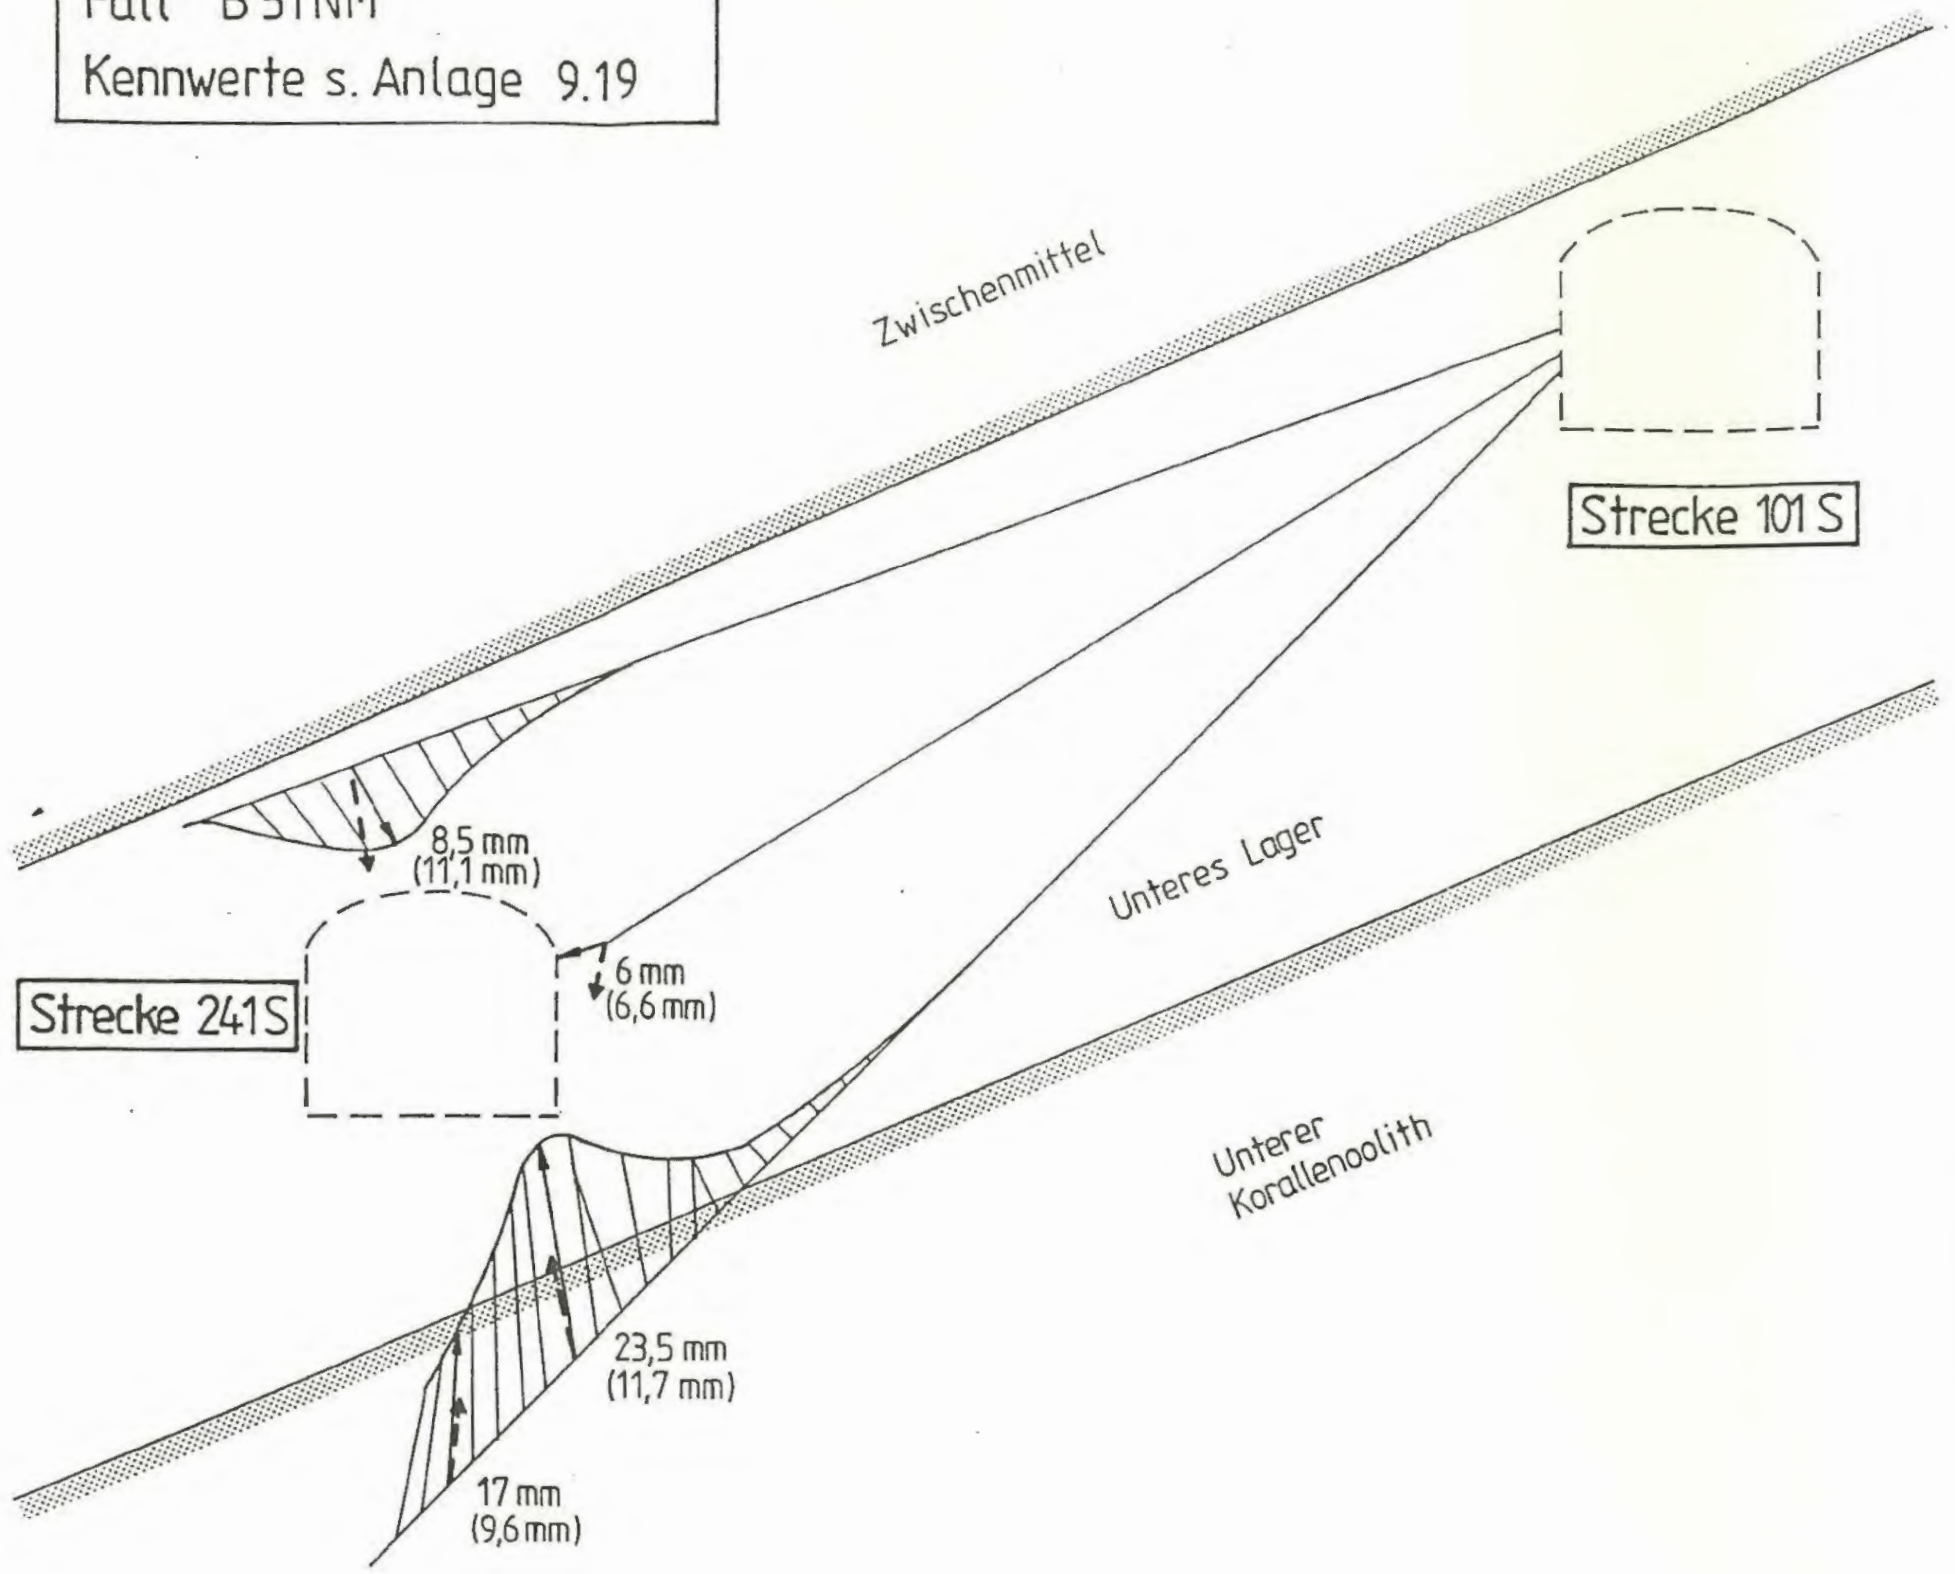 Kennwerte s. Anlage 9.19
Zwischenmittel
Strecke 101 S
8,5 mm
(11,1 mm)
Unteres Lager
6 mm
(6,6 mm)
Strecke 241 S
Unterer
Korallenoolith
23,5 mm
(11,7 mm)
17 mm
(9,6 mm)